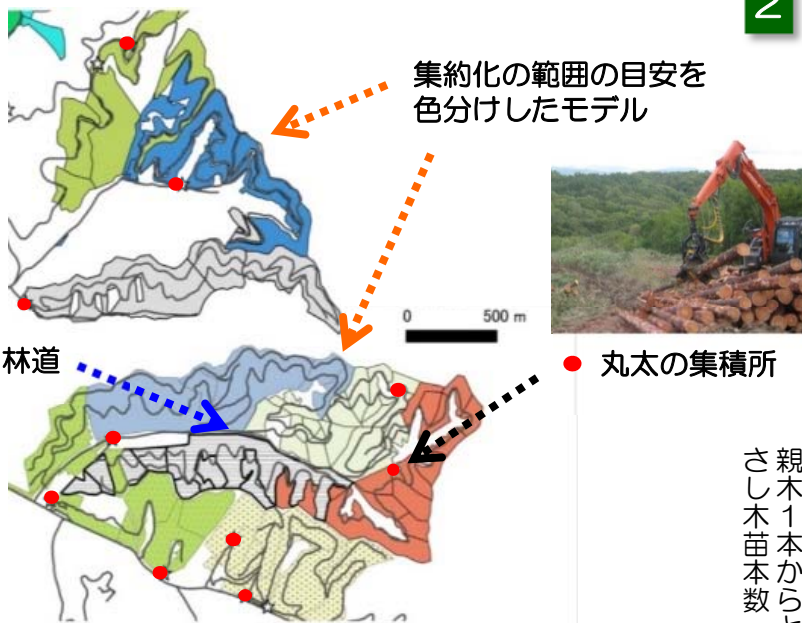 2
集約化の範囲の目安を
色分けしたモデル
0 500 m
林道
丸太の集積所
親木1本からと
さし木苗本数